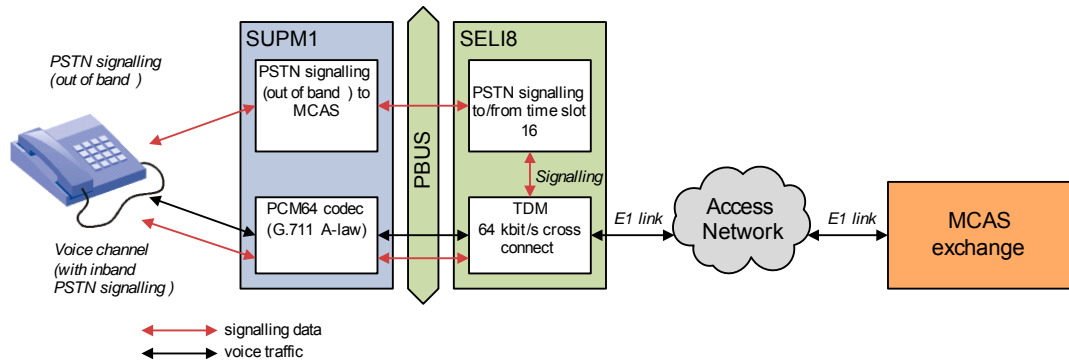 PSTN signalling
(out of band )
Voice channel
(with inband
PSTN signalling )
SUPM1
PSTN signalling
(out of band ) to
MCAS
PCM64 codec
(G.711 A-law)
PBUS
SELI8
PSTN signalling
to/from time slot
16
Signalling
TDM
64 kbit/s cross
connect
E1 link
Access
Network
E1 link
MCAS
exchange
signalling data
voice traffic